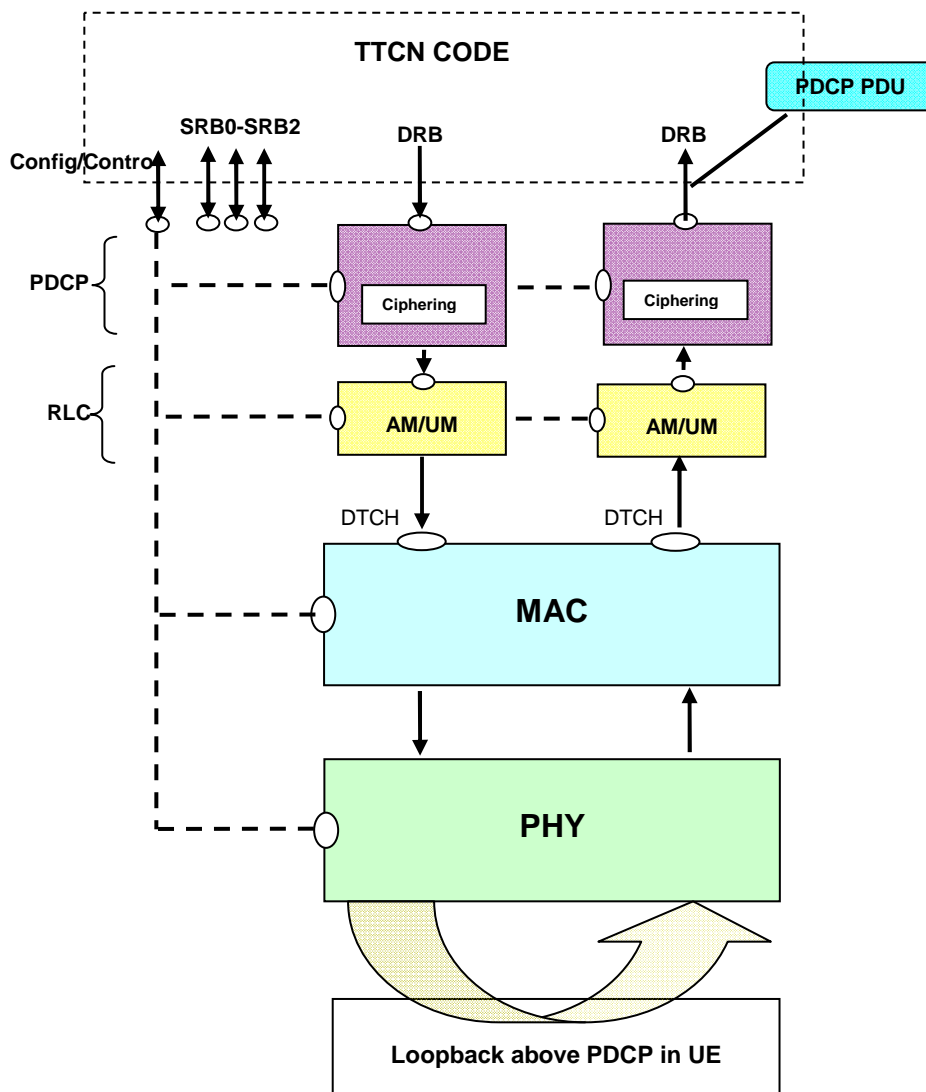 TTCN CODE
PDCP PDU
SRB0-SRB2
DRB
DRB
Config/Contro
PDCP
Ciphering
Ciphering
RLC
AM/UM
AM/UM
DTCH
DTCH
MAC
PHY
Loopback above PDCP in UE